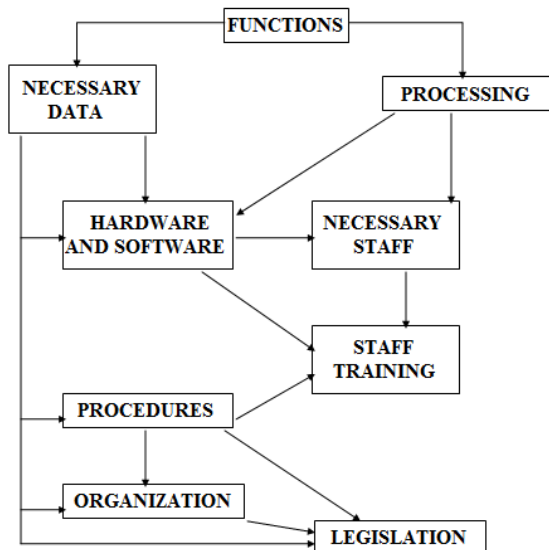 FUNCTIONS
NECESSARY
DATA
PROCESSING
HARDWARE
AND SOFTWARE
NECESSARY
STAFF
STAFF
TRAINING
PROCEDURES
ORGANIZATION
LEGISLATION